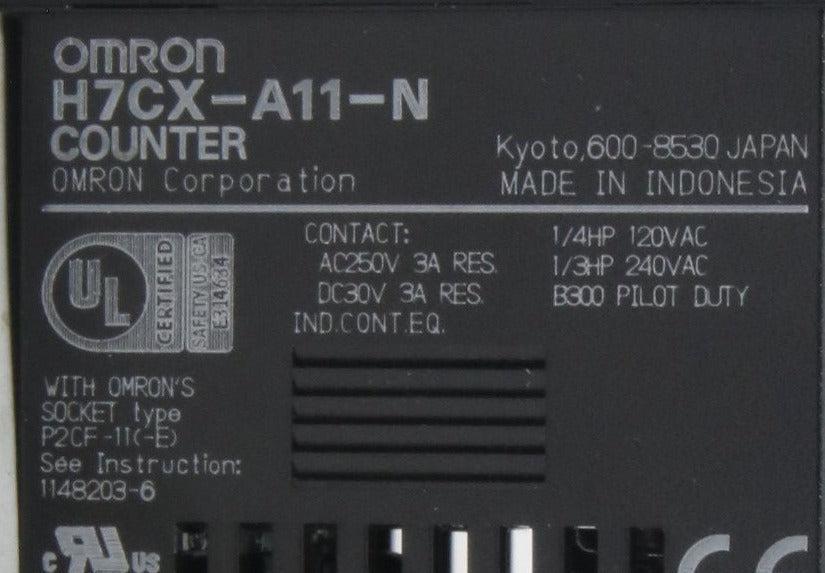 OMRON
H7CX-A11-N
COUNTER
OMRON Corporation
Kyoto,600-8530 JAPAN
MADE IN INDONESIA
UL
CERTIFIED
SAFETY US CA
E314634
CONTACT:
AC250V 3A RES.
DC30V 3A RES.
IND.CONT.EQ.
1/4HP 120VAC
1/3HP 240VAC
B300 PILOT DUTY
WITH OMRON'S
SOCKET type
P2CF-11(-E)
See Instruction:
1148203-6
c RU US
CE